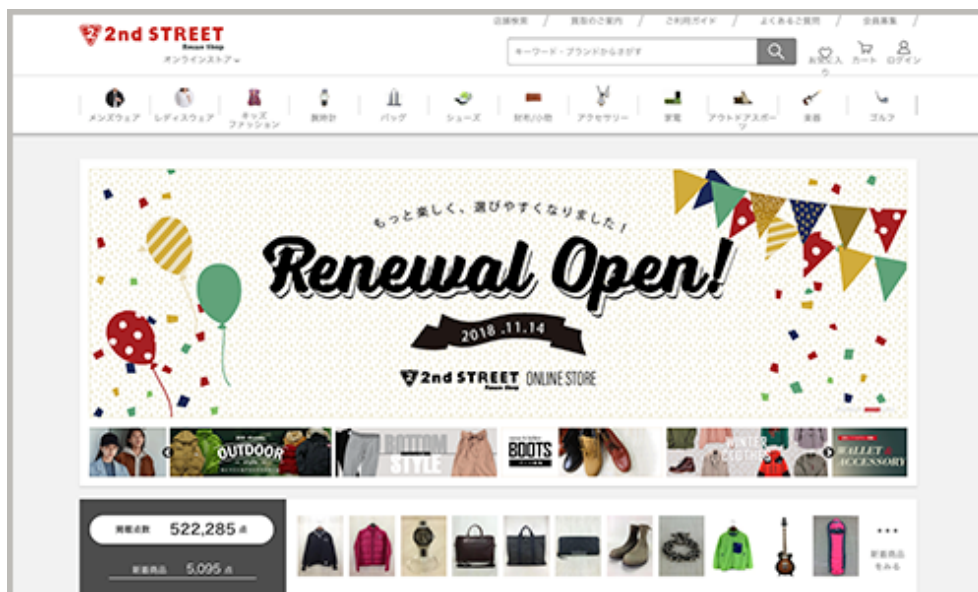 店舗検索 / 買取のご案内 / ご利用ガイド / よくあるご質問 / 会員募集 /
2nd STREET
Reuse Shop
オンラインストア
キーワード・ブランドからさがす
お気に入り
カート
ログイン
メンズウェア
レディスウェア
キッズ
ファッション
腕時計
バッグ
シューズ
財布/小物
アクセサリー
家電
アウトドアスポーツ
楽器
ゴルフ
もっと楽しく、選びやすくなりました!
Renewal Open!
2018.11.14
2nd STREET ONLINE STORE
Reuse Shop
OUTDOOR
BOTTOM
STYLE
BOOTS
WINTER
CLOTHES
WALLET &
ACCESSORY
掲載点数 522,285 点
新着商品 5,095 点
新着商品
をみる